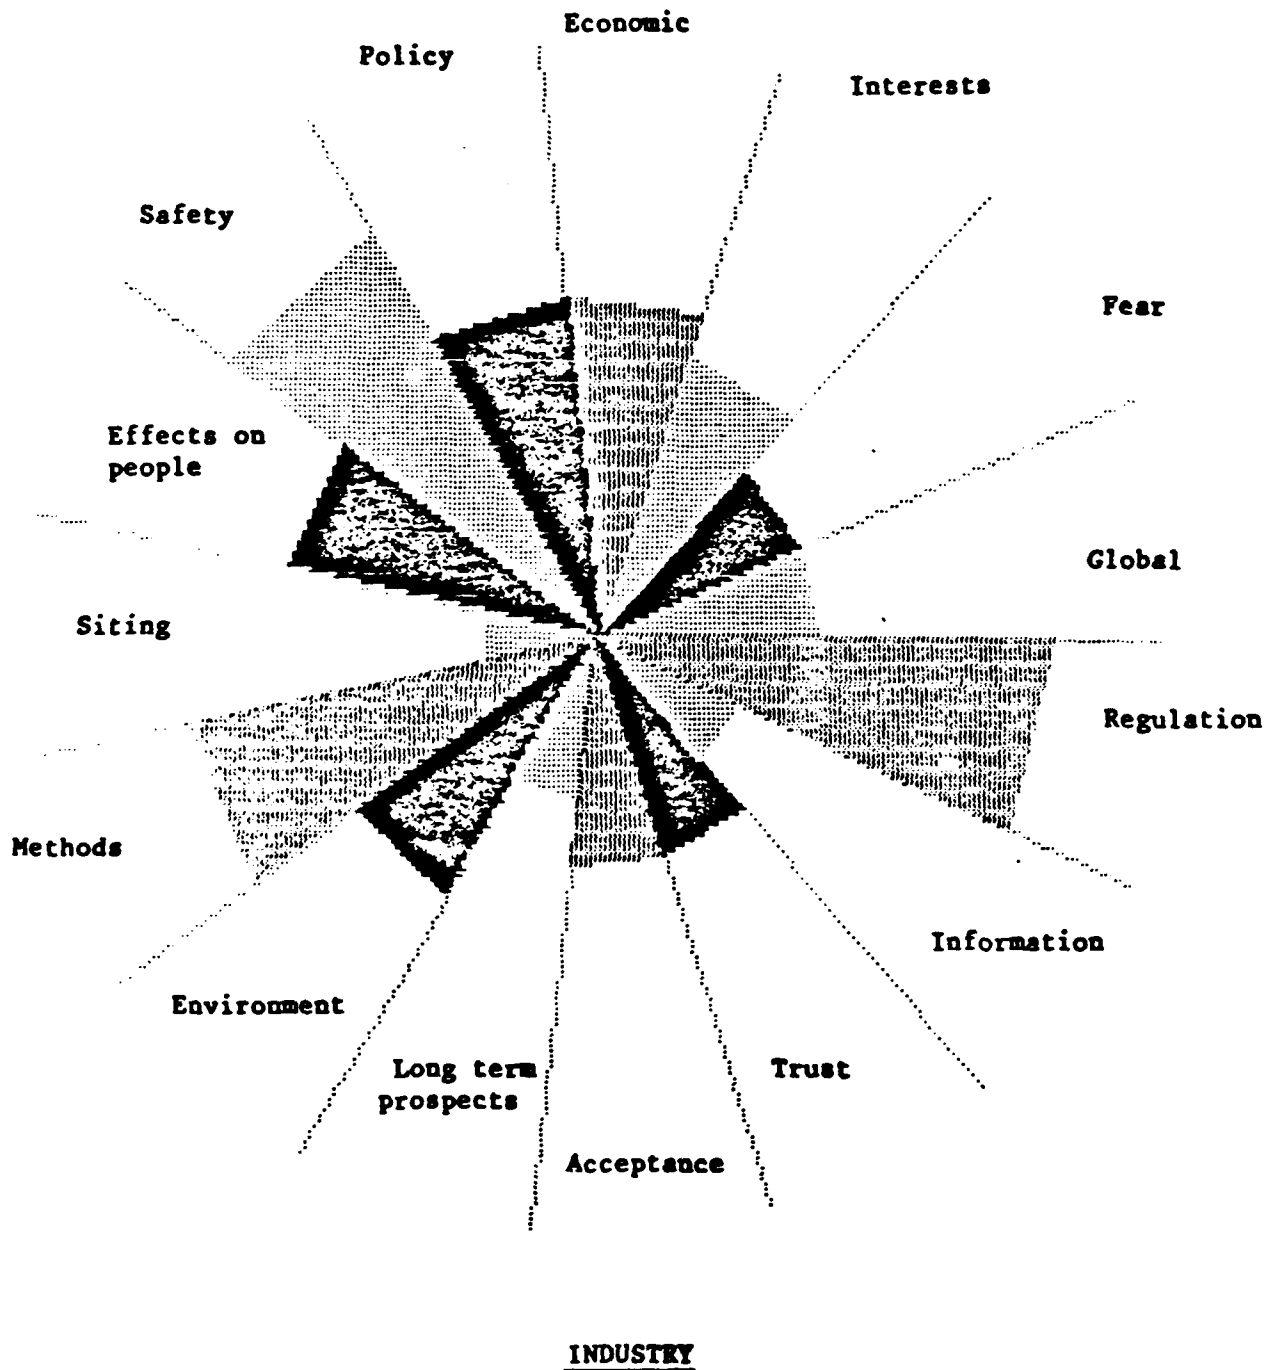 Economic
Policy
Interests
Safety
Fear
Effects on
people
Global
Siting
Regulation
Methods
Information
Environment
Long term
prospects
Trust
Acceptance
INDUSTRY